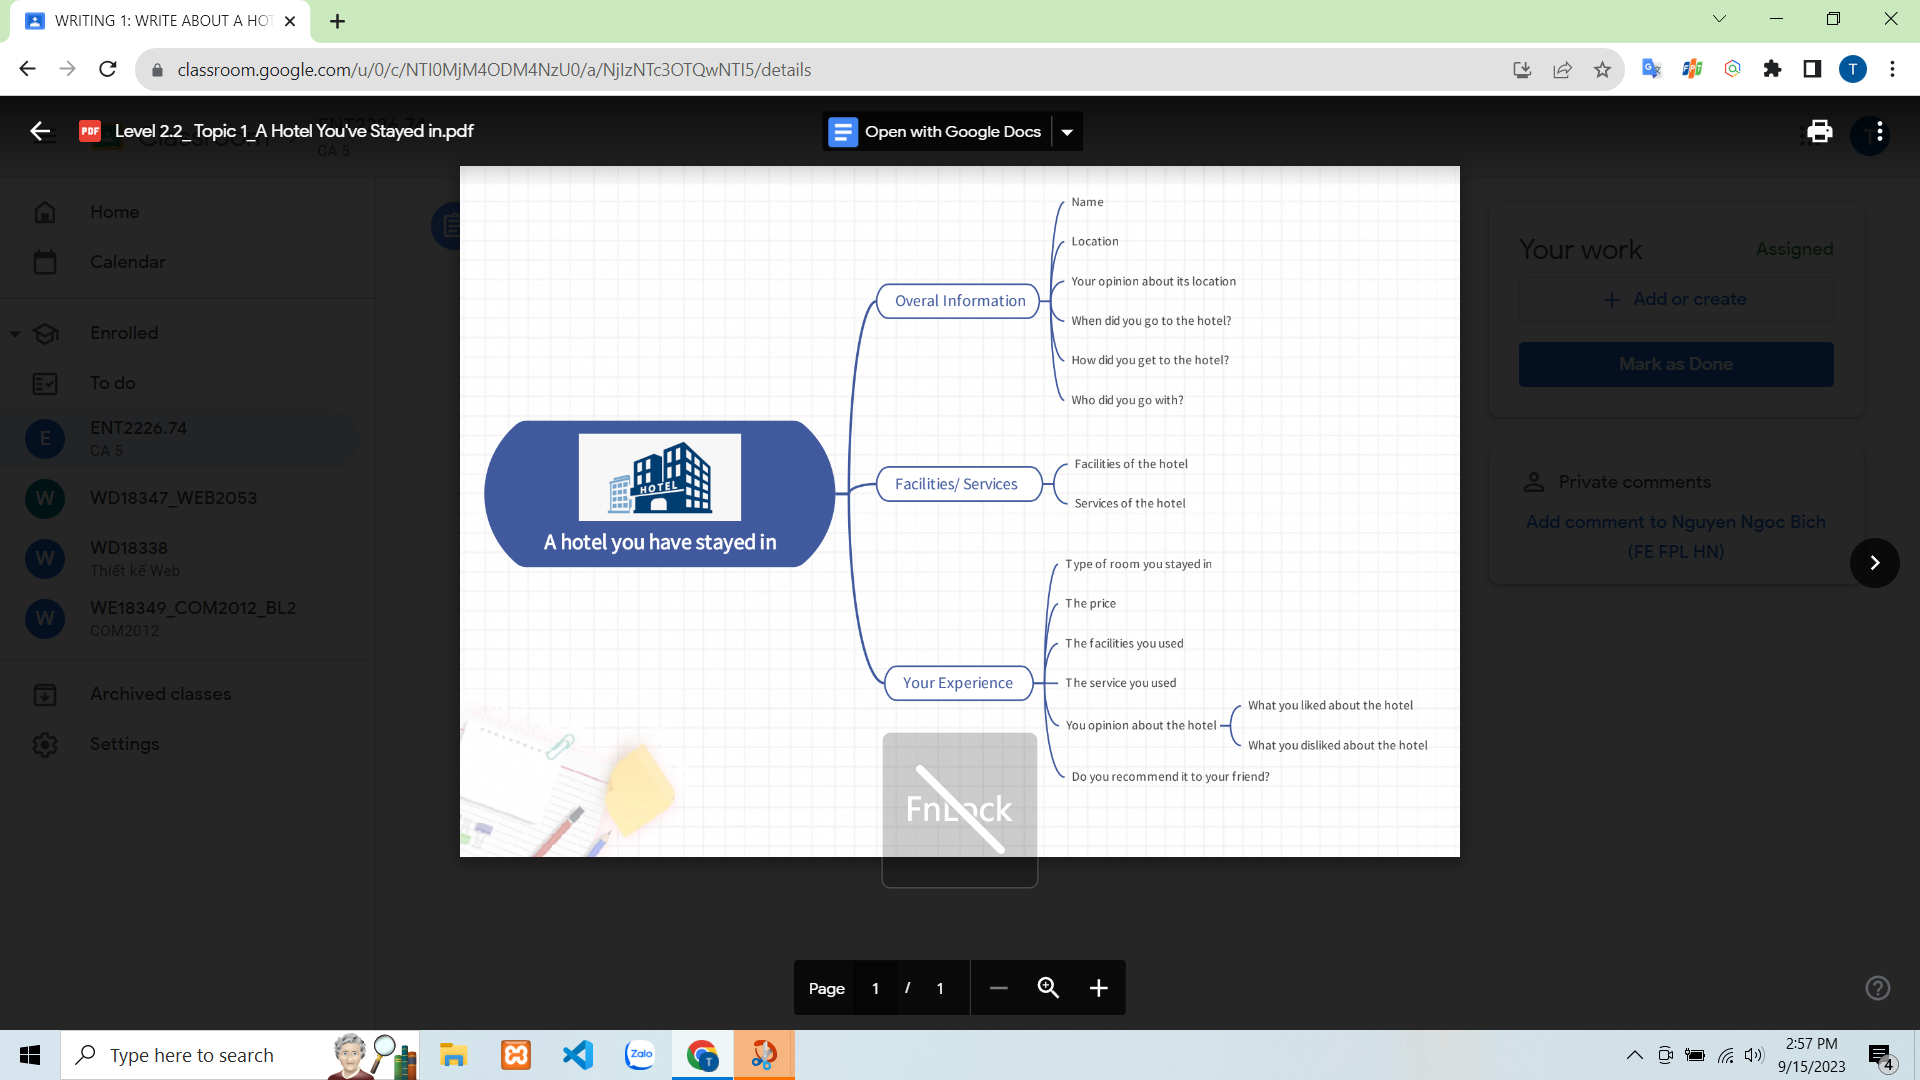 WRITING 1: WRITE ABOUT A HOT
classroom.google.com/u/0/c/NTI0MjM4ODM4NzU0/a/NjIzNTc3OTQwNTI5/details
T
PDF Level 2.2_ Topic 1_A Hotel You've Stayed in.pdf
Open with Google Docs
CA 5
Home
Calendar
Enrolled
To do
E ENT2226.74
CA 5
W WD18347_WEB2053
W WD18338
Thiết kế Web
W WE18349_COM2012_BL2
COM2012
Archived classes
Settings
HOTEL
A hotel you have stayed in
Overal Information
Name
Location
Your opinion about its location
When did you go to the hotel?
How did you get to the hotel?
Who did you go with?
Facilities/ Services
Facilities of the hotel
Services of the hotel
Your Experience
Type of room you stayed in
The price
The facilities you used
The service you used
You opinion about the hotel
What you liked about the hotel
What you disliked about the hotel
Do you recommend it to your friend?
FnLock
Your work
Assigned
Add or create
Mark as Done
Private comments
Add comment to Nguyen Ngoc Bich
(FE FPL HN)
Page 1 / 1
Type here to search
Zalo
2:57 PM
9/15/2023
4